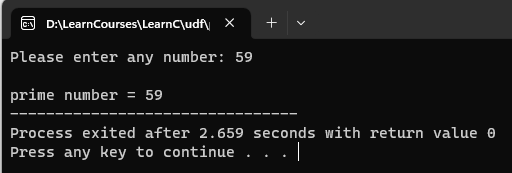 D:\LearnCourses\LearnC\udf\
Please enter any number: 59
prime number = 59
--------------------------------
Process exited after 2.659 seconds with return value 0
Press any key to continue . . .